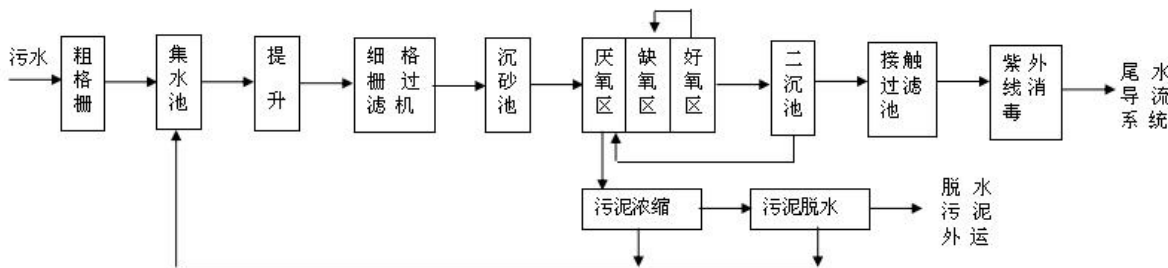 污水
粗
格
栅
集
水
池
提
升
细 格
栅 过
滤 机
沉
砂
池
厌
氧
区
缺
氧
区
好
氧
区
二
沉
池
接 触
过 滤
池
紫 外
线 消
毒
尾 水
导 流
系 统
污泥浓缩
污泥脱水
脱 水
污 泥
外 运